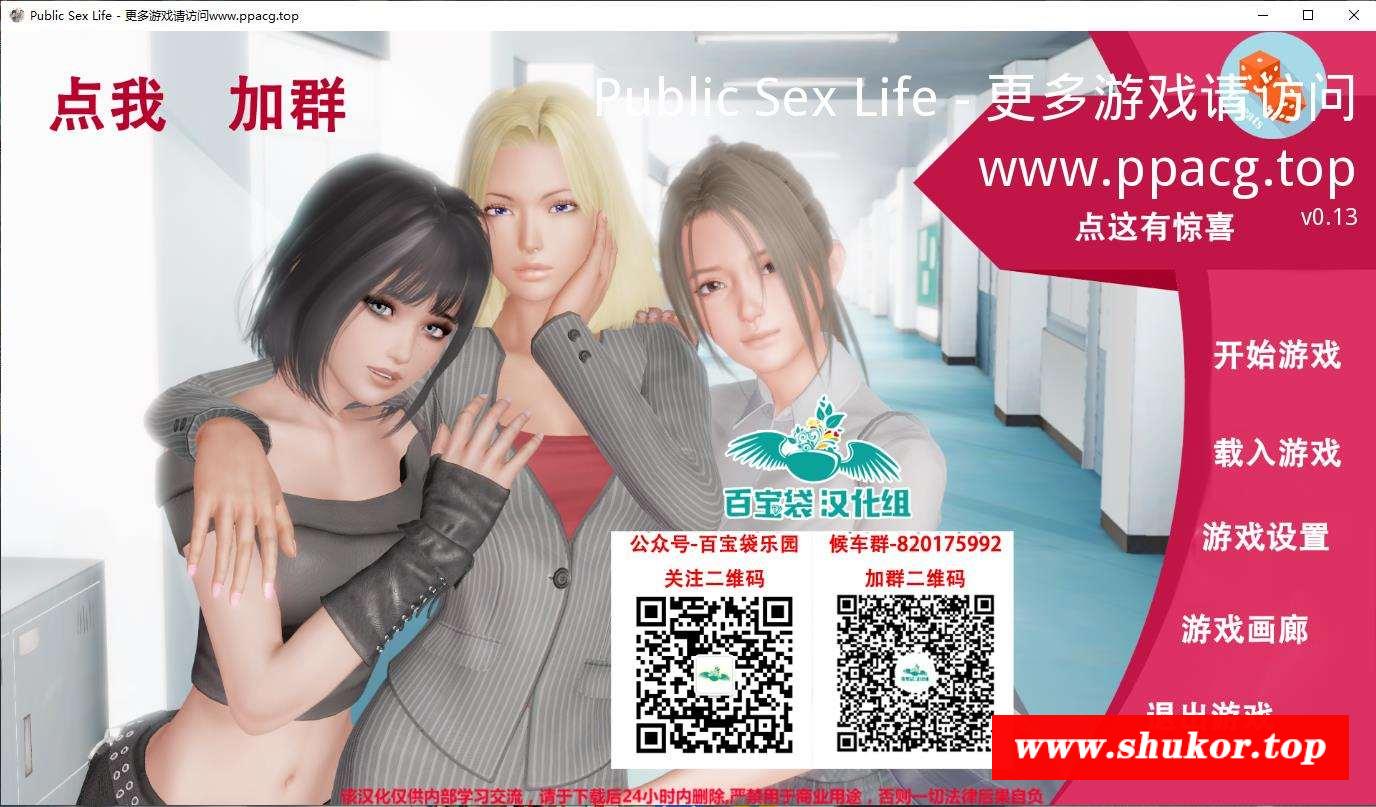 Public Sex Life - 更多游戏请访问www.ppacg.top
点我 加群
Public Sex Life - 更多游戏请访问
www.ppacg.top
v0.13
点这有惊喜
开始游戏
载入游戏
游戏设置
游戏画廊
退出游戏
百宝袋汉化组
公众号-百宝袋乐园 候车群-820175992
关注二维码 加群二维码
www.shukor.top
该汉化仅供内部学习交流，请于下载后24小时内删除,严禁用于商业用途，否则一切法律后果自负